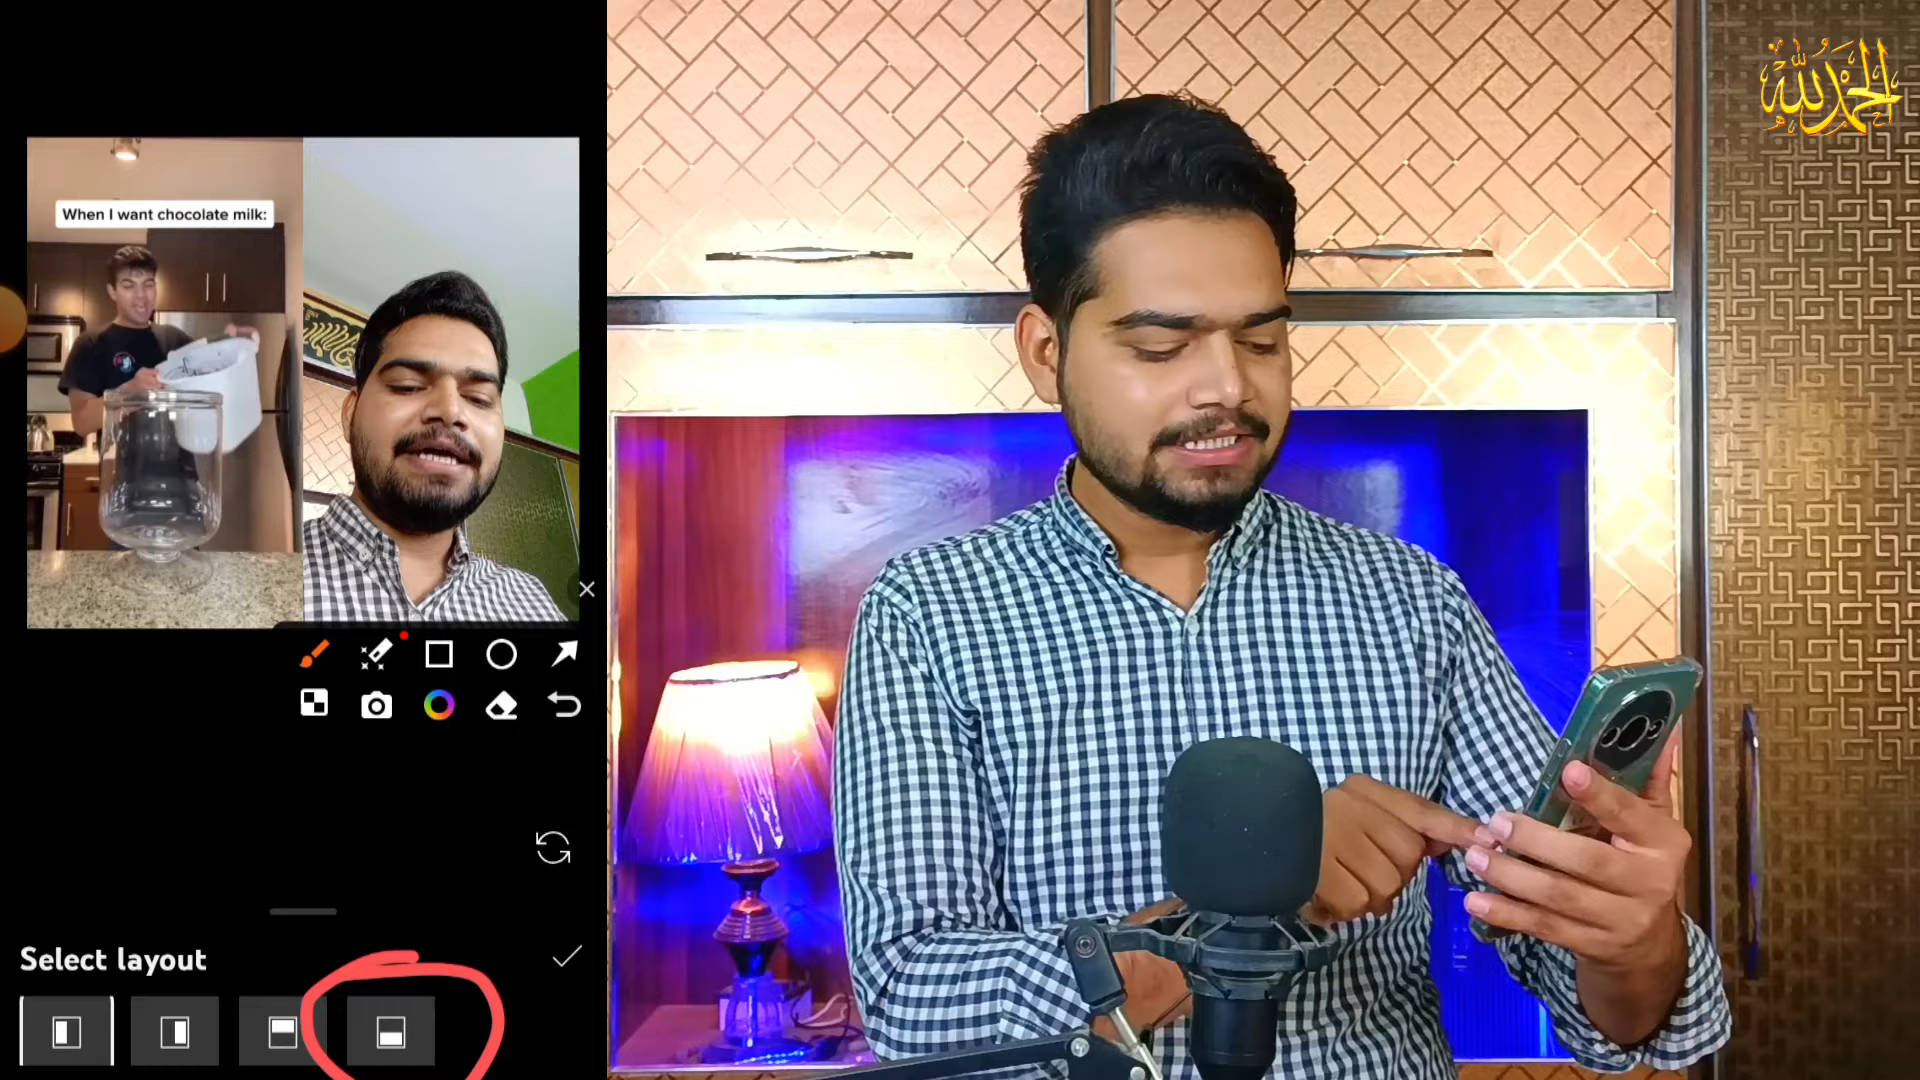 When I want chocolate milk:
Select layout
الحمد لله